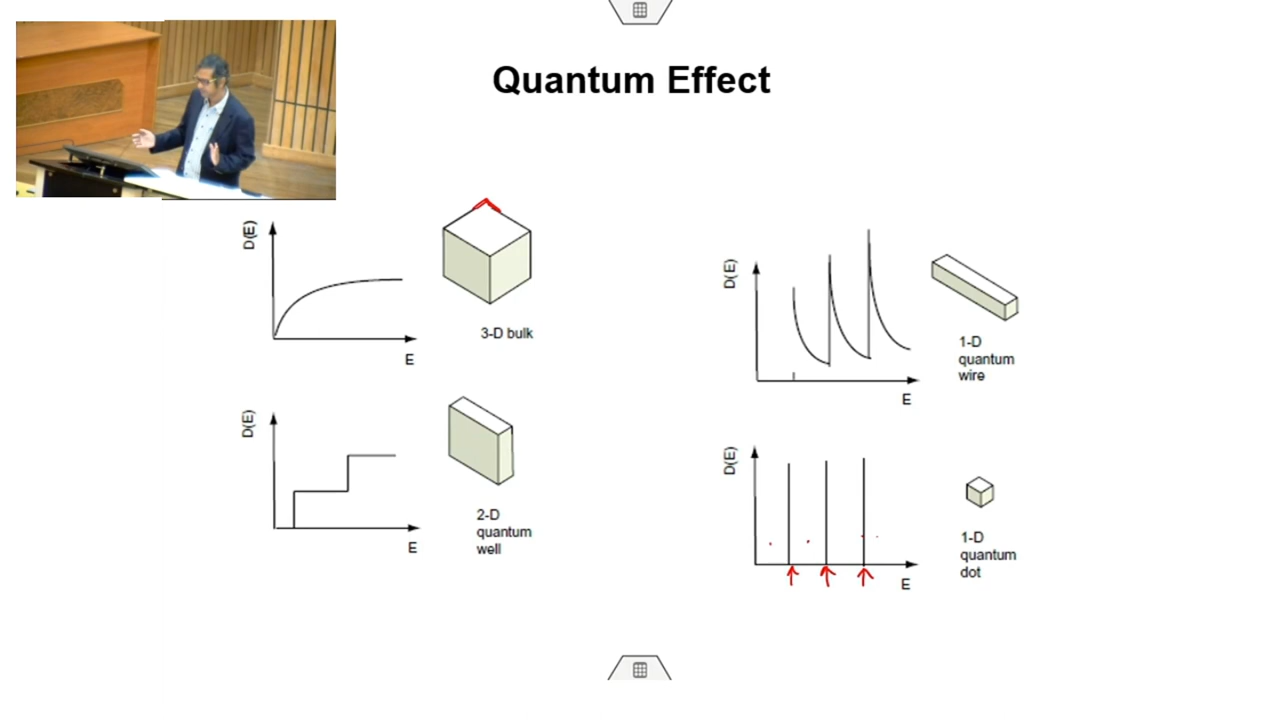 Quantum Effect
D(E)
3-D bulk
E
D(E)
1-D
quantum
wire
E
D(E)
2-D
quantum
well
E
D(E)
1-D
quantum
dot
E